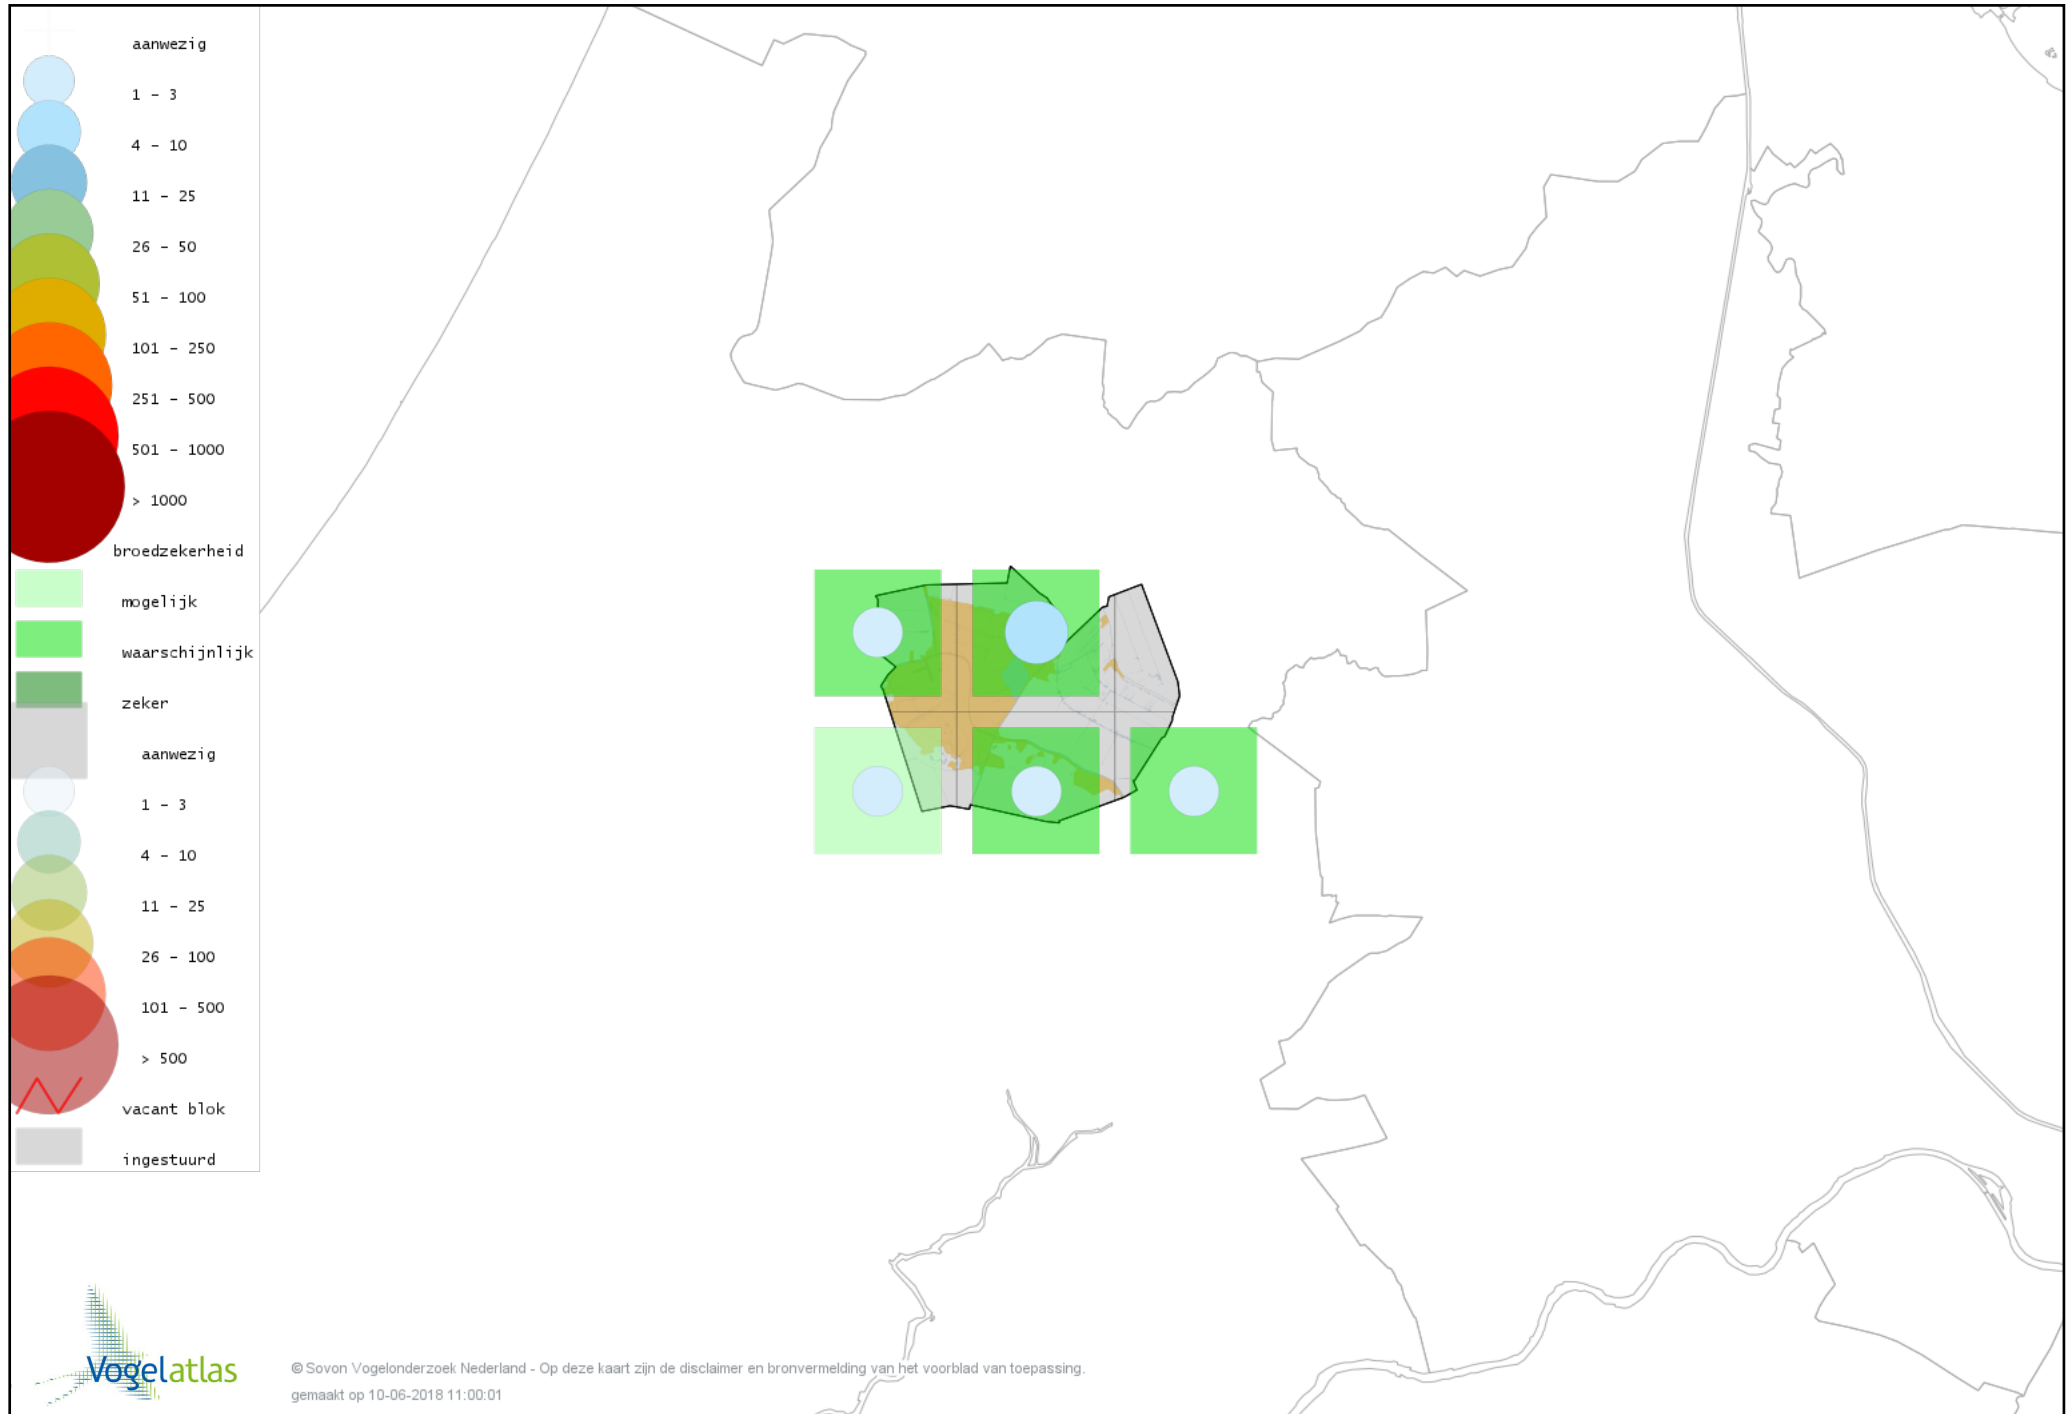 aanwezig
1 - 3
4 - 10
11 - 25
26 - 50
51 - 100
101 - 250
251 - 500
501 - 1000
> 1000
broedzekerheid
mogelijk
waarschijnlijk
zeker
aanwezig
1 - 3
4 - 10
11 - 25
26 - 100
101 - 500
> 500
vacant blok
ingestuurd
Vogelatlas
© Sovon Vogelonderzoek Nederland - Op deze kaart zijn de disclaimer en bronvermelding van het voorblad van toepassing.
gemaakt op 10-06-2018 11:00:01